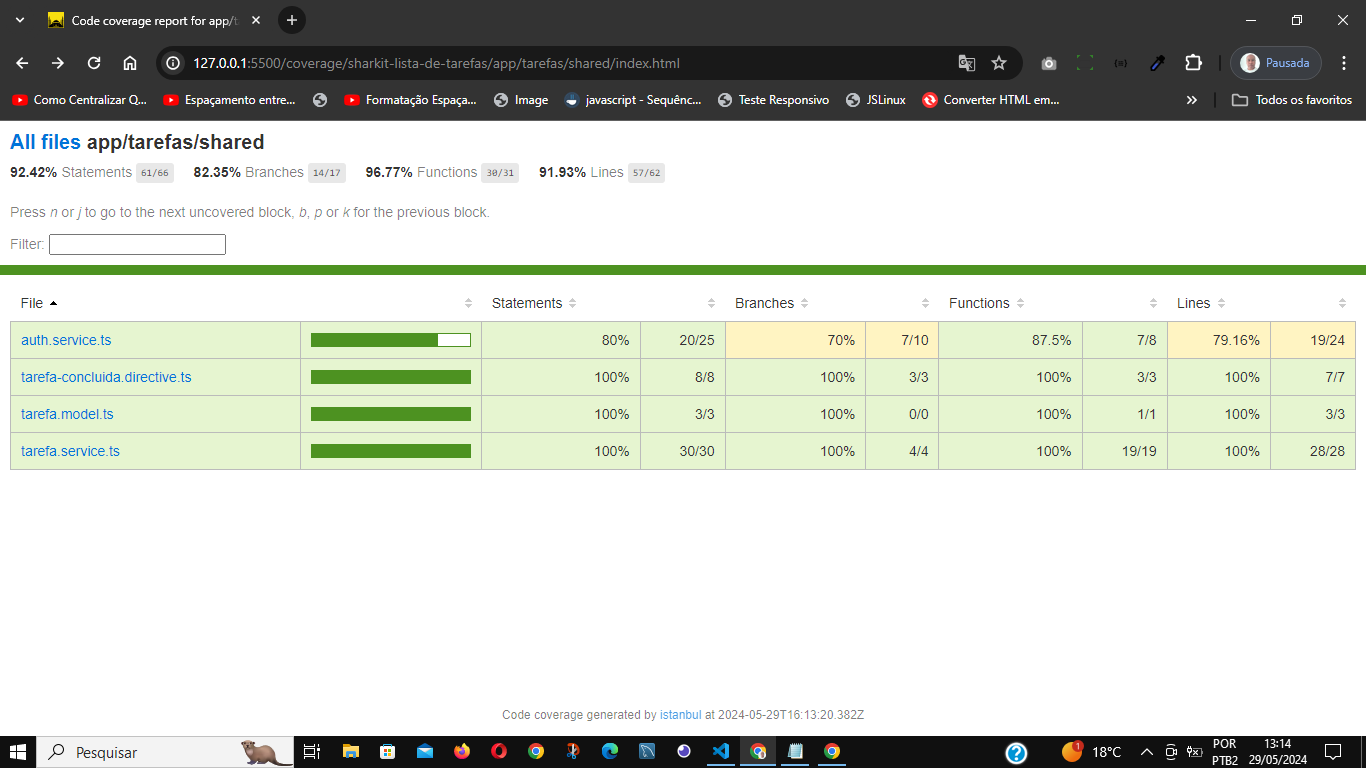 Code coverage report for app/t
127.0.0.1:5500/coverage/sharkit-lista-de-tarefas/app/tarefas/shared/index.html
Pausada
Como Centralizar Q...
Espaçamento entre...
Formatação Espaça...
Image
javascript - Sequênc...
Teste Responsivo
JSLinux
Converter HTML em...
Todos os favoritos
All files app/tarefas/shared
92.42% Statements 61/66 82.35% Branches 14/17 96.77% Functions 30/31 91.93% Lines 57/62
Press n or j to go to the next uncovered block, b, p or k for the previous block.
Filter:
File Statements Branches Functions Lines
auth.service.ts 80% 20/25 70% 7/10 87.5% 7/8 79.16% 19/24
tarefa-concluida.directive.ts 100% 8/8 100% 3/3 100% 3/3 100% 7/7
tarefa.model.ts 100% 3/3 100% 0/0 100% 1/1 100% 3/3
tarefa.service.ts 100% 30/30 100% 4/4 100% 19/19 100% 28/28
Code coverage generated by istanbul at 2024-05-29T16:13:20.382Z
Pesquisar
1
18°C
POR
PTB2
13:14
29/05/2024